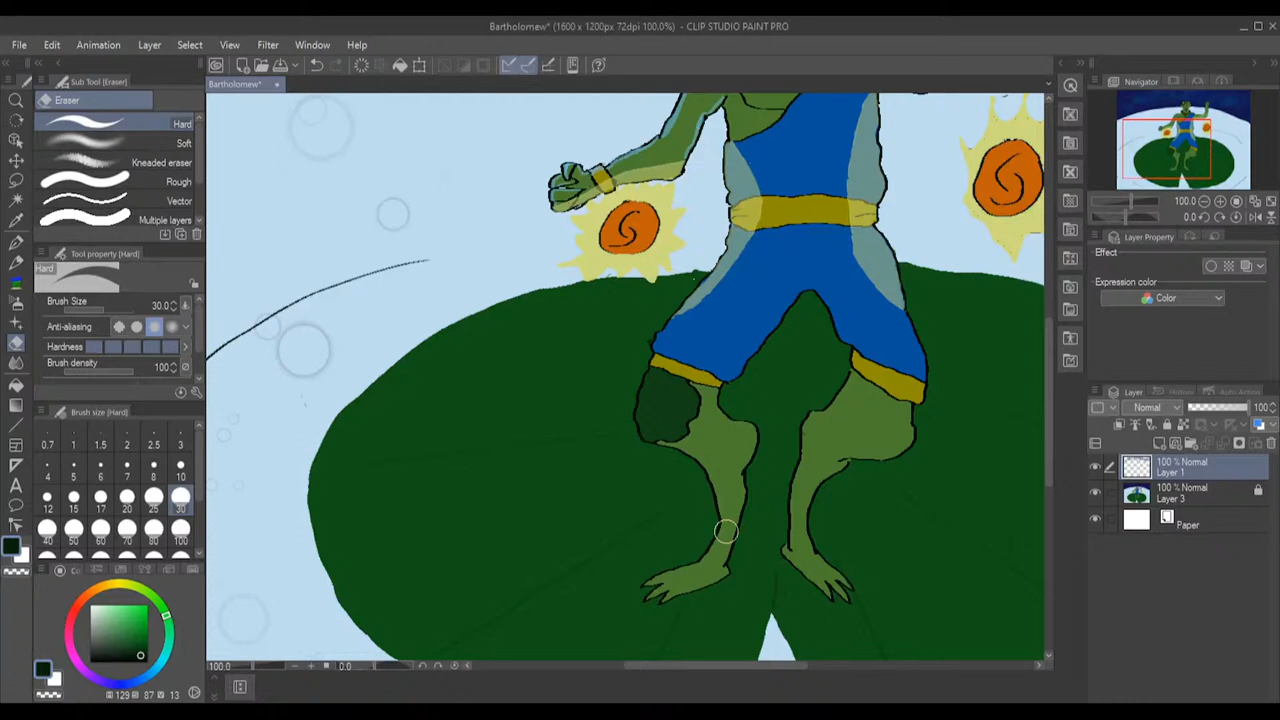 Bartholomew* (1600 x 1200px 72dpi 100.0%) - CLIP STUDIO PAINT PRO
File Edit Animation Layer Select View Filter Window Help
Sub Tool [Eraser]
Bartholomew*
Navigator
Eraser
Hard
Soft
Kneaded eraser
Rough
Vector
Multiple layers
100.0
0.0
Tool property [Hard]
Layer Property
Hard
Effect
Brush Size 30.0
Expression color
Anti-aliasing
Color
Hardness
Brush density 100
Layer History Auto Action
Brush size [Hard]
Normal 100
0.7 1 1.5 2 2.5 3
100 % Normal
Layer 1
4 5 6 7 8 10
100 % Normal
Layer 3
12 15 17 20 25 30
Paper
40 50 60 70 80 100
100.0 0.0
129 87 13